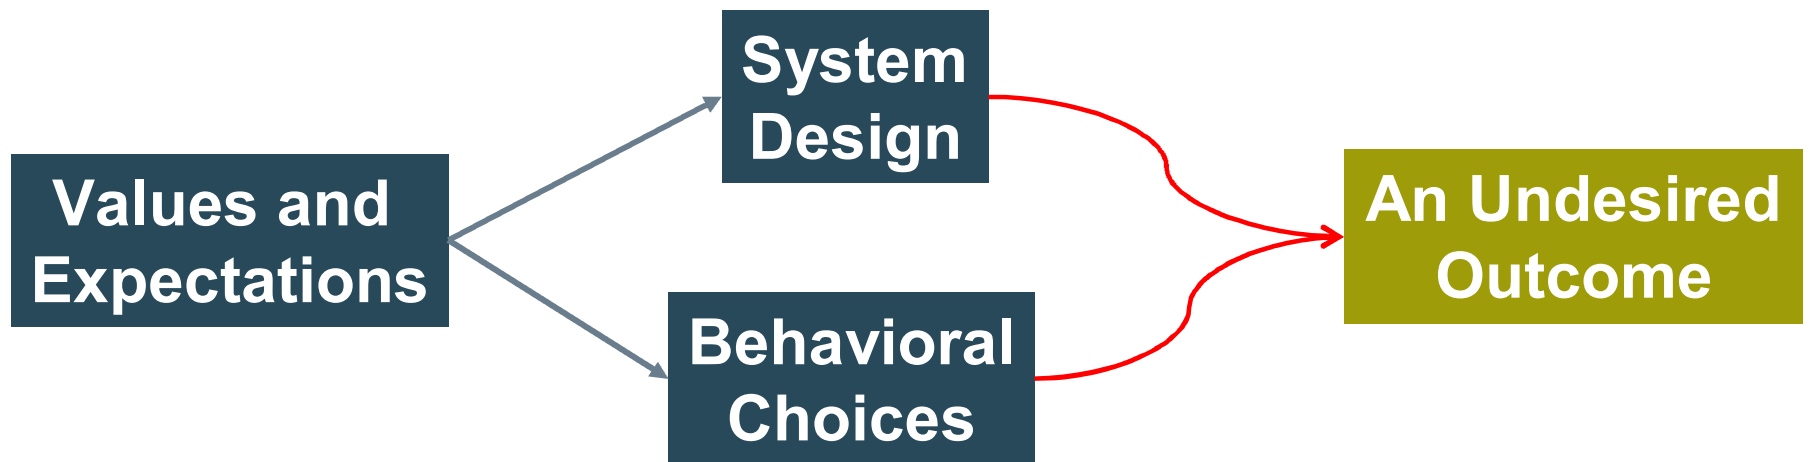 System
Design
Values and
Expectations
An Undesired
Outcome
Behavioral
Choices